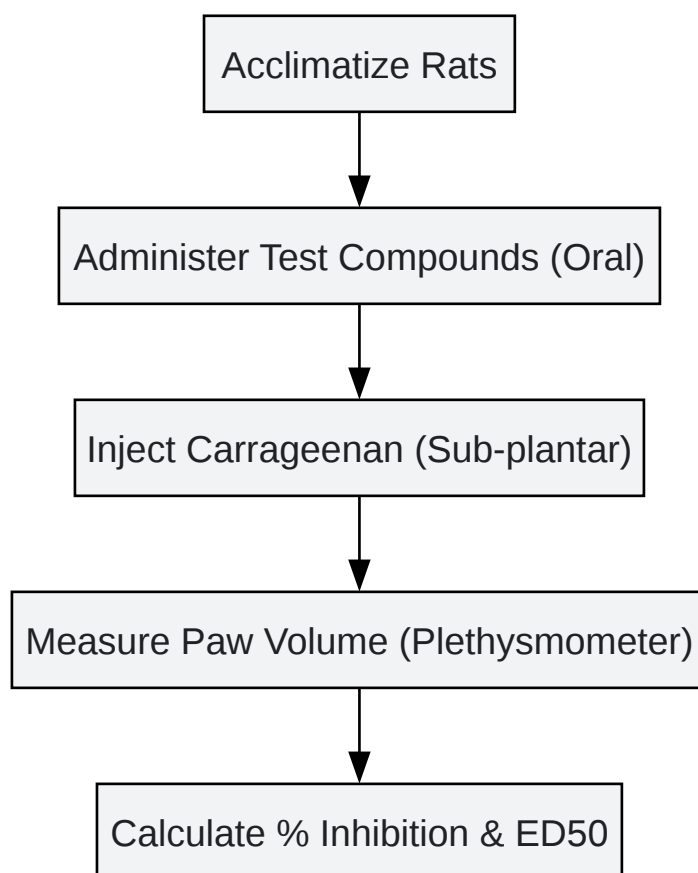 Acclimatize Rats
Administer Test Compounds (Oral)
Inject Carrageenan (Sub-plantar)
Measure Paw Volume (Plethysmometer)
Calculate % Inhibition & ED50